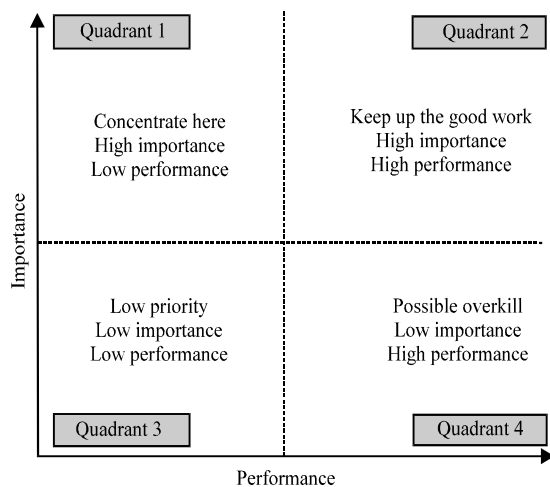 Quadrant 1
Quadrant 2
Concentrate here
High importance
Low performance
Keep up the good work
High importance
High performance
Importance
Low priority
Low importance
Low performance
Possible overkill
Low importance
High performance
Quadrant 3
Quadrant 4
Performance